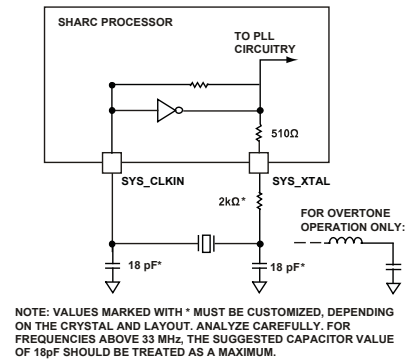 SHARC PROCESSOR
TO PLL
CIRCUITRY
510Ω
SYS_CLKIN
SYS_XTAL
2kΩ*
FOR OVERTONE
OPERATION ONLY:
18 pF*
18 pF*
NOTE: VALUES MARKED WITH * MUST BE CUSTOMIZED, DEPENDING
ON THE CRYSTAL AND LAYOUT. ANALYZE CAREFULLY. FOR
FREQUENCIES ABOVE 33 MHz, THE SUGGESTED CAPACITOR VALUE
OF 18pF SHOULD BE TREATED AS A MAXIMUM.